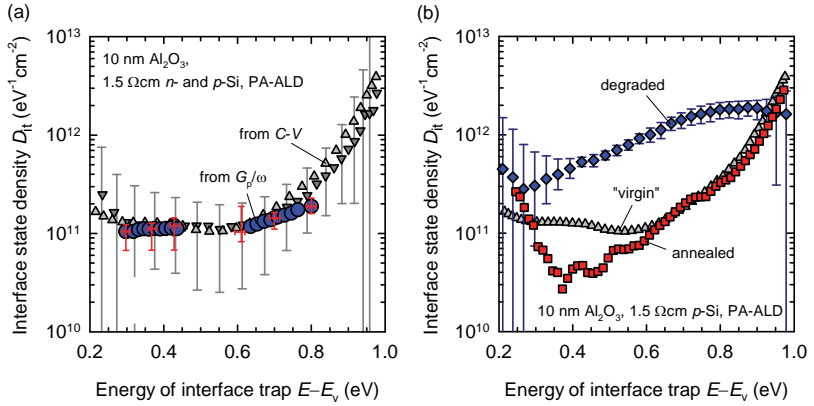 (a)
10^13
10 nm Al2O3,
1.5 Ωcm n- and p-Si, PA-ALD
10^12
from C-V
from Gp/ω
10^11
10^10
0.2 0.4 0.6 0.8 1.0
Energy of interface trap E–Ev (eV)
Interface state density Dit (eV-1cm-2)
(b)
10^13
degraded
10^12
"virgin"
10^11
annealed
10 nm Al2O3, 1.5 Ωcm p-Si, PA-ALD
10^10
0.2 0.4 0.6 0.8 1.0
Energy of interface trap E–Ev (eV)
Interface state density Dit (eV-1cm-2)